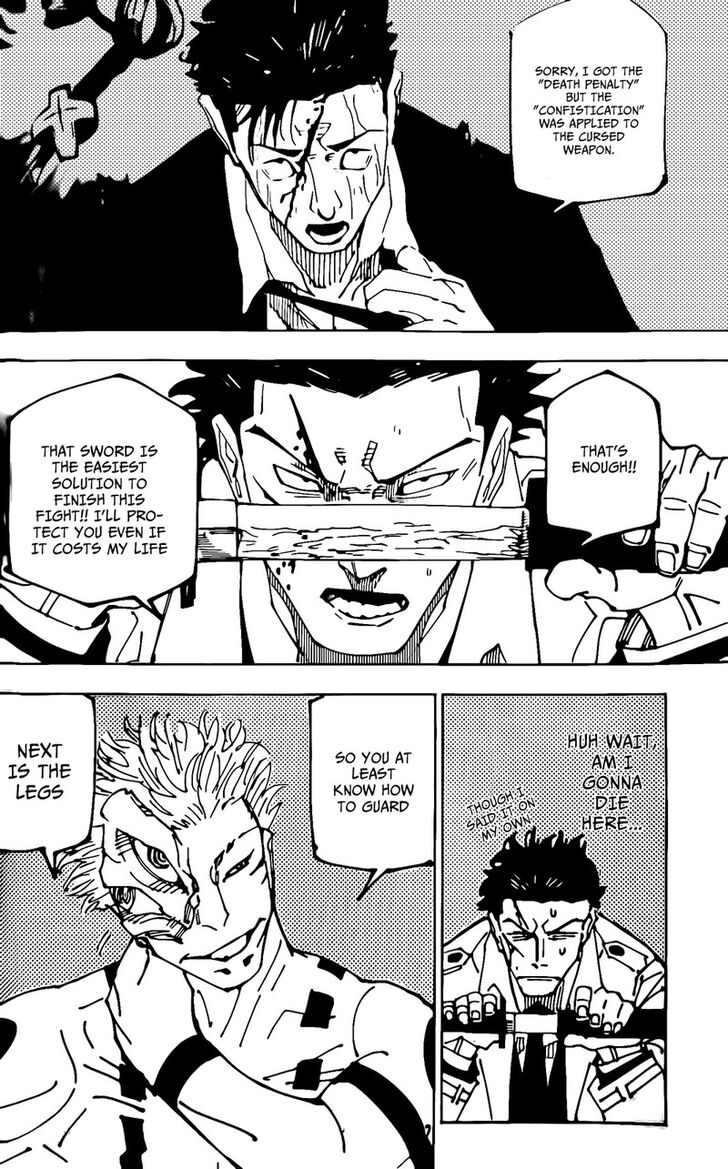 SORRY, I GOT THE
"DEATH PENALTY"
BUT THE
"CONFISTICATION"
WAS APPLIED TO
THE CURSED
WEAPON.
THAT SWORD IS
THE EASIEST
SOLUTION TO
FINISH THIS
FIGHT!! I'LL PRO-
TECT YOU EVEN IF
IT COSTS MY LIFE
THAT'S
ENOUGH!!
NEXT
IS THE
LEGS
SO YOU AT
LEAST
KNOW HOW
TO GUARD
HUH WAIT,
AM I
GONNA
DIE
HERE...
THOUGH I
SAID IT ON
MY OWN